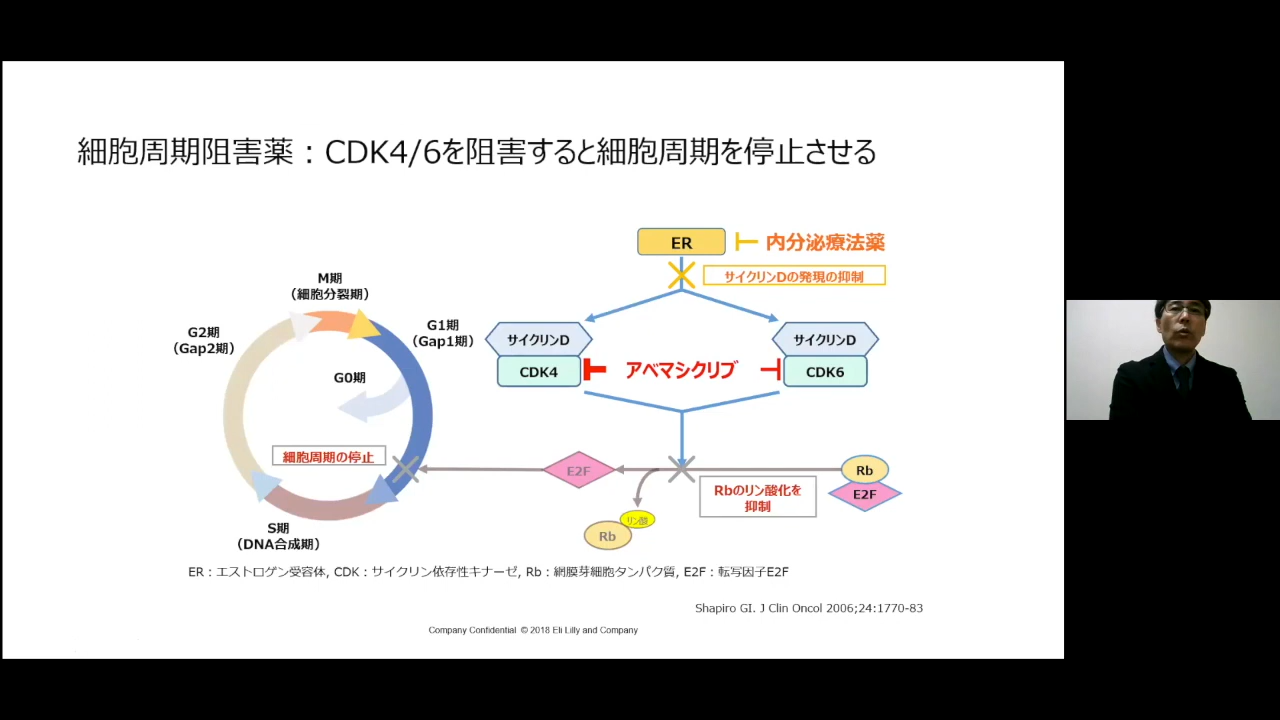 細胞周期阻害薬：CDK4/6を阻害すると細胞周期を停止させる
ER
内分泌療法薬
サイクリンDの発現の抑制
M期
（細胞分裂期）
G2期
（Gap2期）
G1期
（Gap1期）
G0期
サイクリンD
CDK4
アベマシクリブ
サイクリンD
CDK6
細胞周期の停止
E2F
Rb
E2F
Rbのリン酸化を
抑制
リン酸
Rb
S期
（DNA合成期）
ER：エストロゲン受容体, CDK：サイクリン依存性キナーゼ, Rb：網膜芽細胞タンパク質, E2F：転写因子E2F
Shapiro GI. J Clin Oncol 2006;24:1770-83
Company Confidential © 2018 Eli Lilly and Company